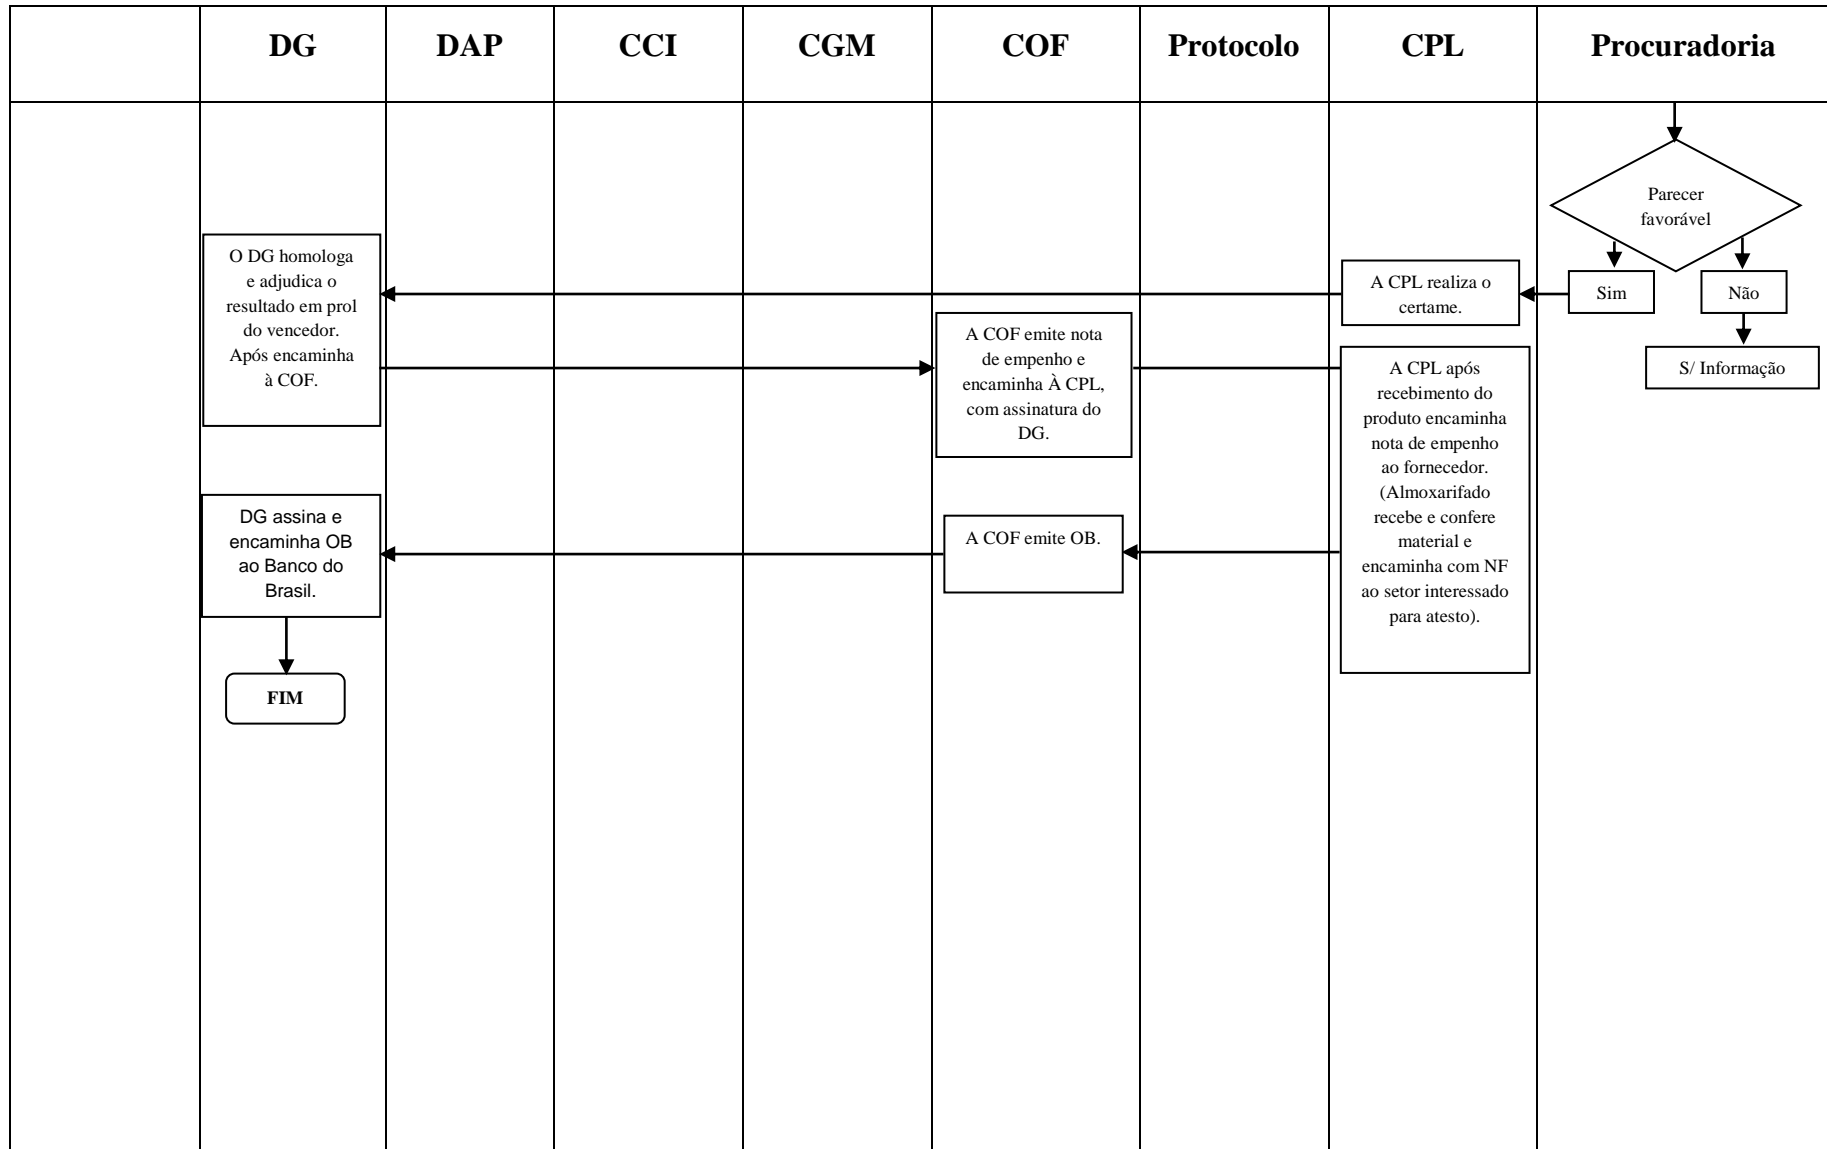 DG DAP CCI CGM COF Protocolo CPL Procuradoria
Parecer
favorável
Sim
Não
S/ Informação
A CPL realiza o
certame.
O DG homologa
e adjudica o
resultado em prol
do vencedor.
Após encaminha
à COF.
A COF emite nota
de empenho e
encaminha À CPL,
com assinatura do
DG.
A CPL após
recebimento do
produto encaminha
nota de empenho
ao fornecedor.
(Almoxarifado
recebe e confere
material e
encaminha com NF
ao setor interessado
para atesto).
A COF emite OB.
DG assina e
encaminha OB
ao Banco do
Brasil.
FIM